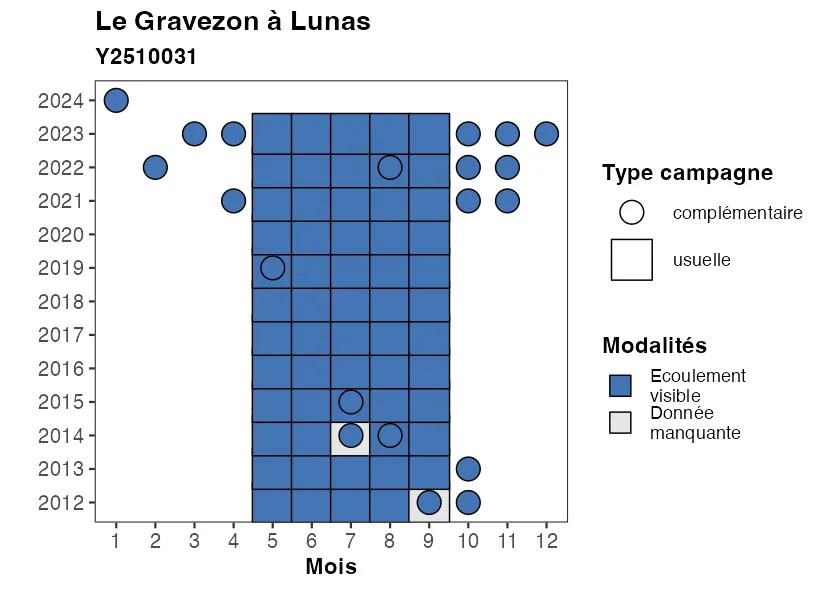 Le Gravezon à Lunas
Y2510031
2024
2023
2022
2021
2020
2019
2018
2017
2016
2015
2014
2013
2012
1 2 3 4 5 6 7 8 9 10 11 12
Mois
Type campagne
complémentaire
usuelle
Modalités
Ecoulement
visible
Donnée
manquante